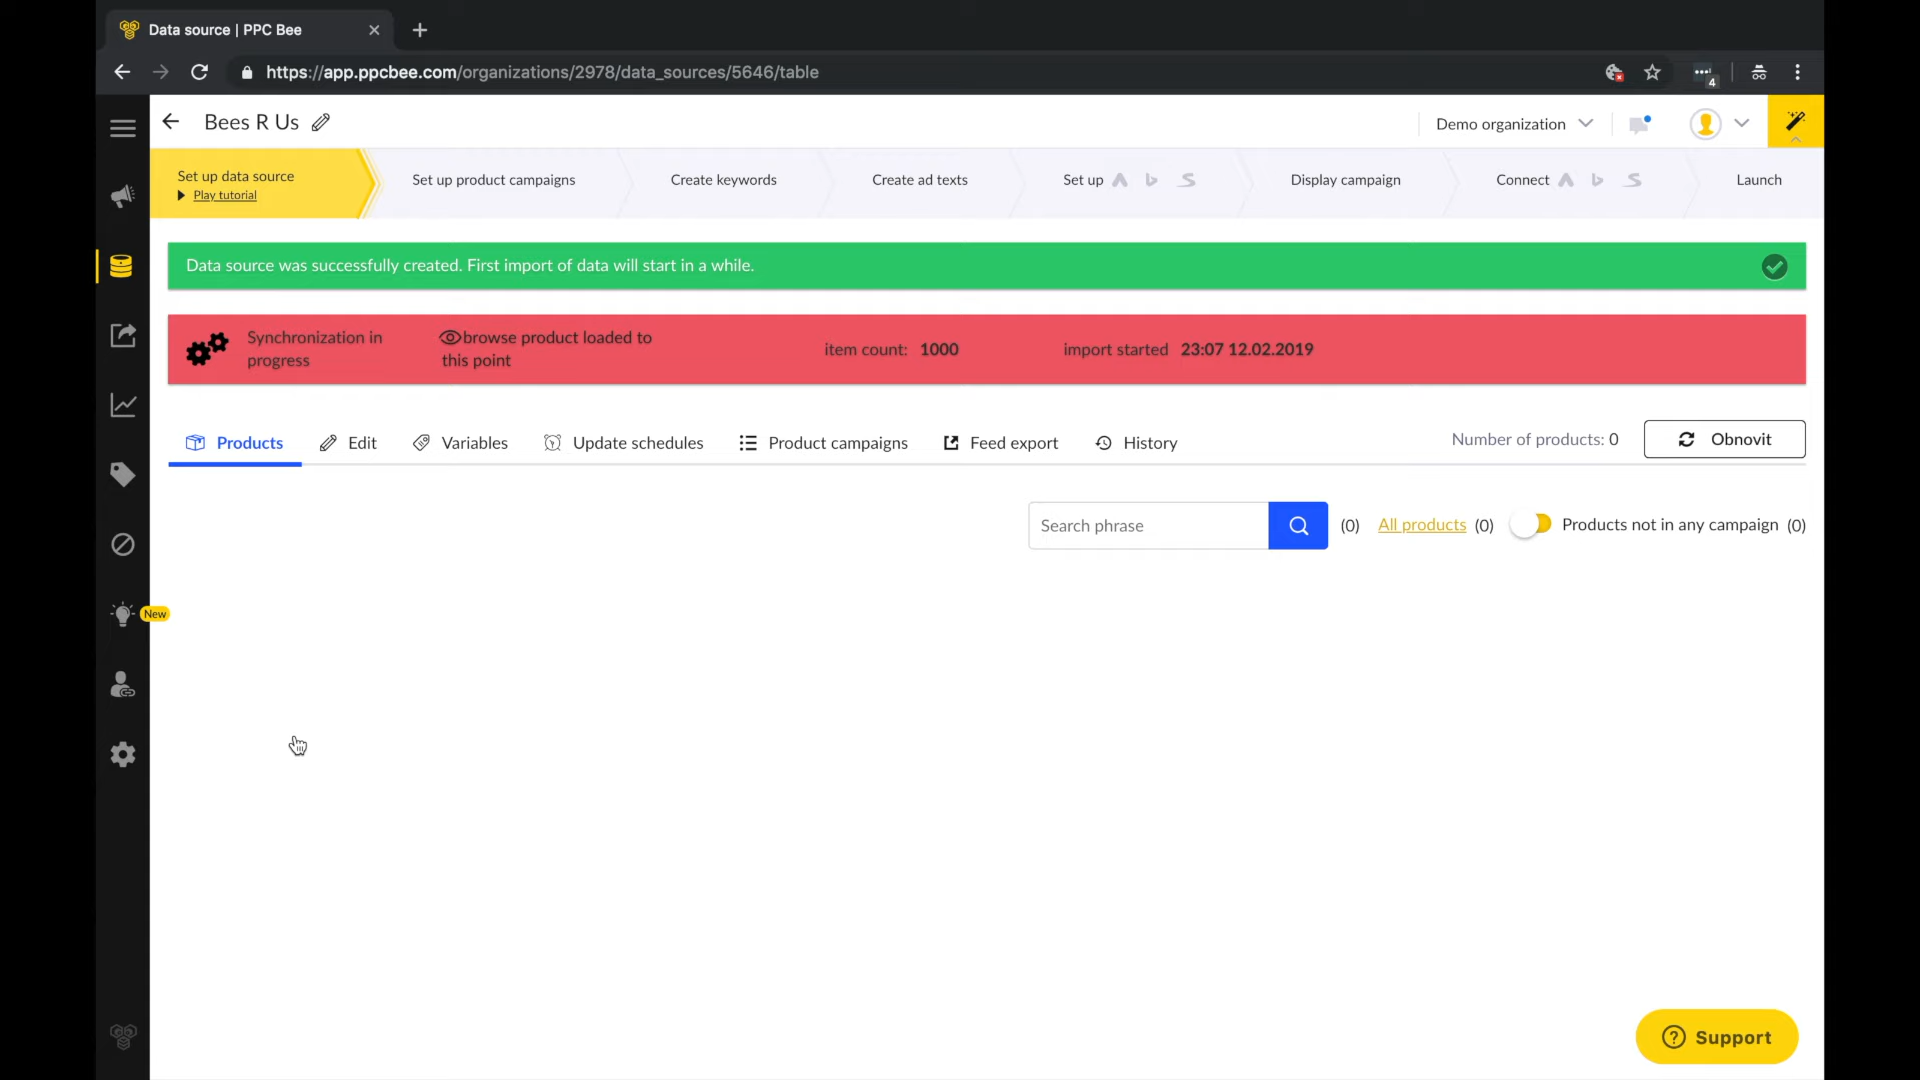 Data source | PPC Bee
https://app.ppcbee.com/organizations/2978/data_sources/5646/table
4
Bees R Us
Demo organization
Set up data source
Play tutorial
Set up product campaigns
Create keywords
Create ad texts
Set up
Display campaign
Connect
Launch
Data source was successfully created. First import of data will start in a while.
Synchronization in
progress
browse product loaded to
this point
item count: 1000
import started 23:07 12.02.2019
Products
Edit
Variables
Update schedules
Product campaigns
Feed export
History
Number of products: 0
Obnovit
Search phrase
(0)
All products (0)
Products not in any campaign (0)
New
Support